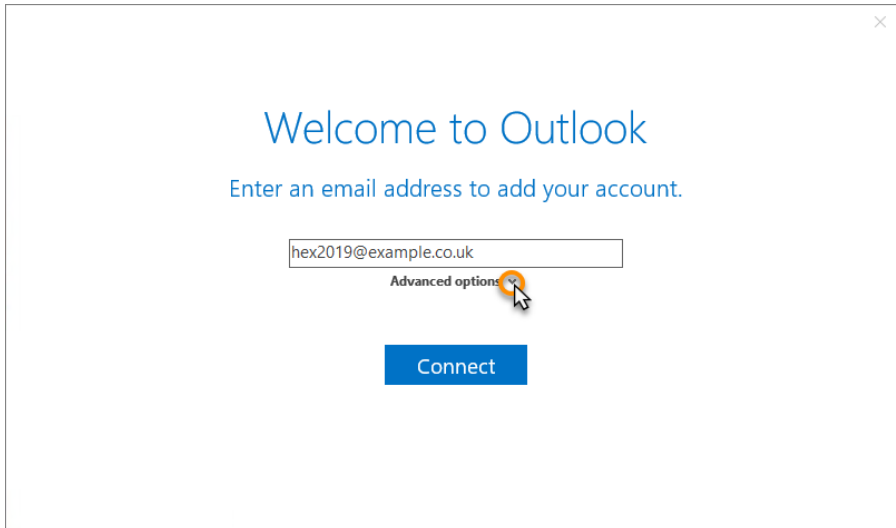 Welcome to Outlook
Enter an email address to add your account.
hex2019@example.co.uk
Advanced options
Connect